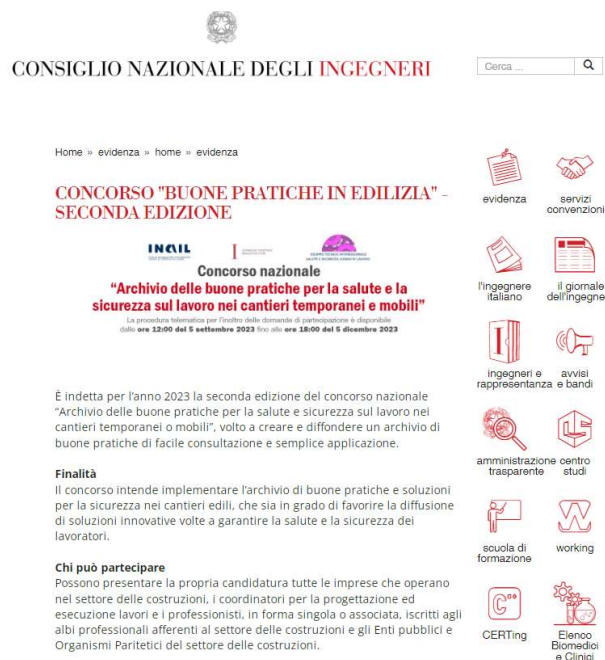 CONSIGLIO NAZIONALE DEGLI INGEGNERI
Cerca ...
Home » evidenza » home » evidenza
CONCORSO "BUONE PRATICHE IN EDILIZIA" –
SECONDA EDIZIONE
INAIL
Concorso nazionale
“Archivio delle buone pratiche per la salute e la
sicurezza sul lavoro nei cantieri temporanei e mobili”
La procedura telematica per l'inoltro delle domande di partecipazione è disponibile
dalle ore 12:00 del 5 settembre 2023 fino alle ore 18:00 del 5 dicembre 2023
È indetta per l’anno 2023 la seconda edizione del concorso nazionale
“Archivio delle buone pratiche per la salute e sicurezza sul lavoro nei
cantieri temporanei o mobili”, volto a creare e diffondere un archivio di
buone pratiche di facile consultazione e semplice applicazione.
Finalità
Il concorso intende implementare l’archivio di buone pratiche e soluzioni
per la sicurezza nei cantieri edili, che sia in grado di favorire la diffusione
di soluzioni innovative volte a garantire la salute e la sicurezza dei
lavoratori.
Chi può partecipare
Possono presentare la propria candidatura tutte le imprese che operano
nel settore delle costruzioni, i coordinatori per la progettazione ed
esecuzione lavori e i professionisti, in forma singola o associata, iscritti agli
albi professionali afferenti al settore delle costruzioni e gli Enti pubblici e
Organismi Paritetici del settore delle costruzioni.
evidenza
servizi
convenzioni
l'ingegnere
italiano
il giornale
dell'ingegne
ingegneri e
rappresentanza
avvisi
e bandi
amministrazione
trasparente
centro
studi
scuola di
formazione
working
CERTing
Elenco
Biomedici
e Clinici